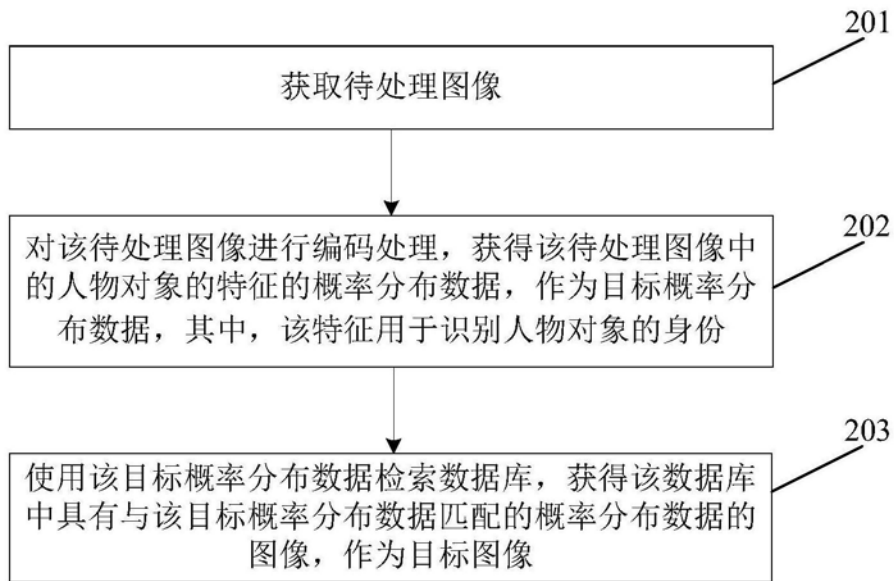 201
获取待处理图像
202
对该待处理图像进行编码处理，获得该待处理图像中
的人物对象的特征的概率分布数据，作为目标概率分
布数据，其中，该特征用于识别人物对象的身份
203
使用该目标概率分布数据检索数据库，获得该数据库
中具有与该目标概率分布数据匹配的概率分布数据的
图像，作为目标图像